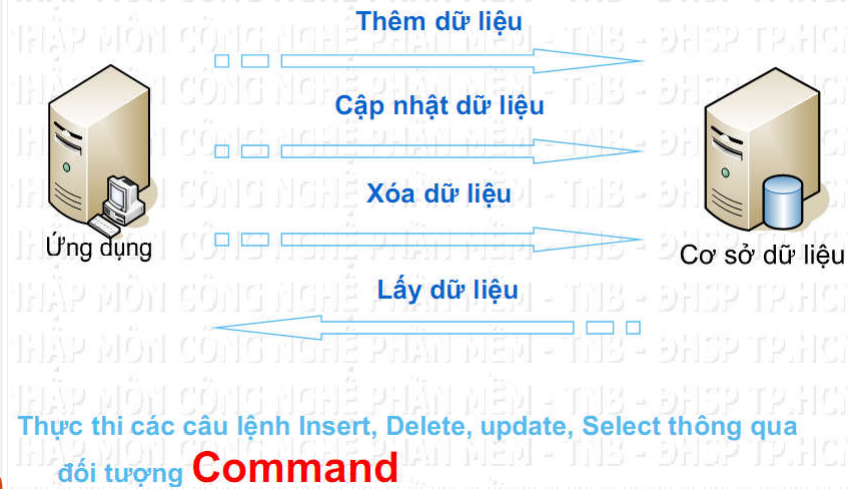 Thêm dữ liệu
Cập nhật dữ liệu
Xóa dữ liệu
Ứng dụng
Cơ sở dữ liệu
Lấy dữ liệu
Thực thi các câu lệnh Insert, Delete, update, Select thông qua
đối tượng Command